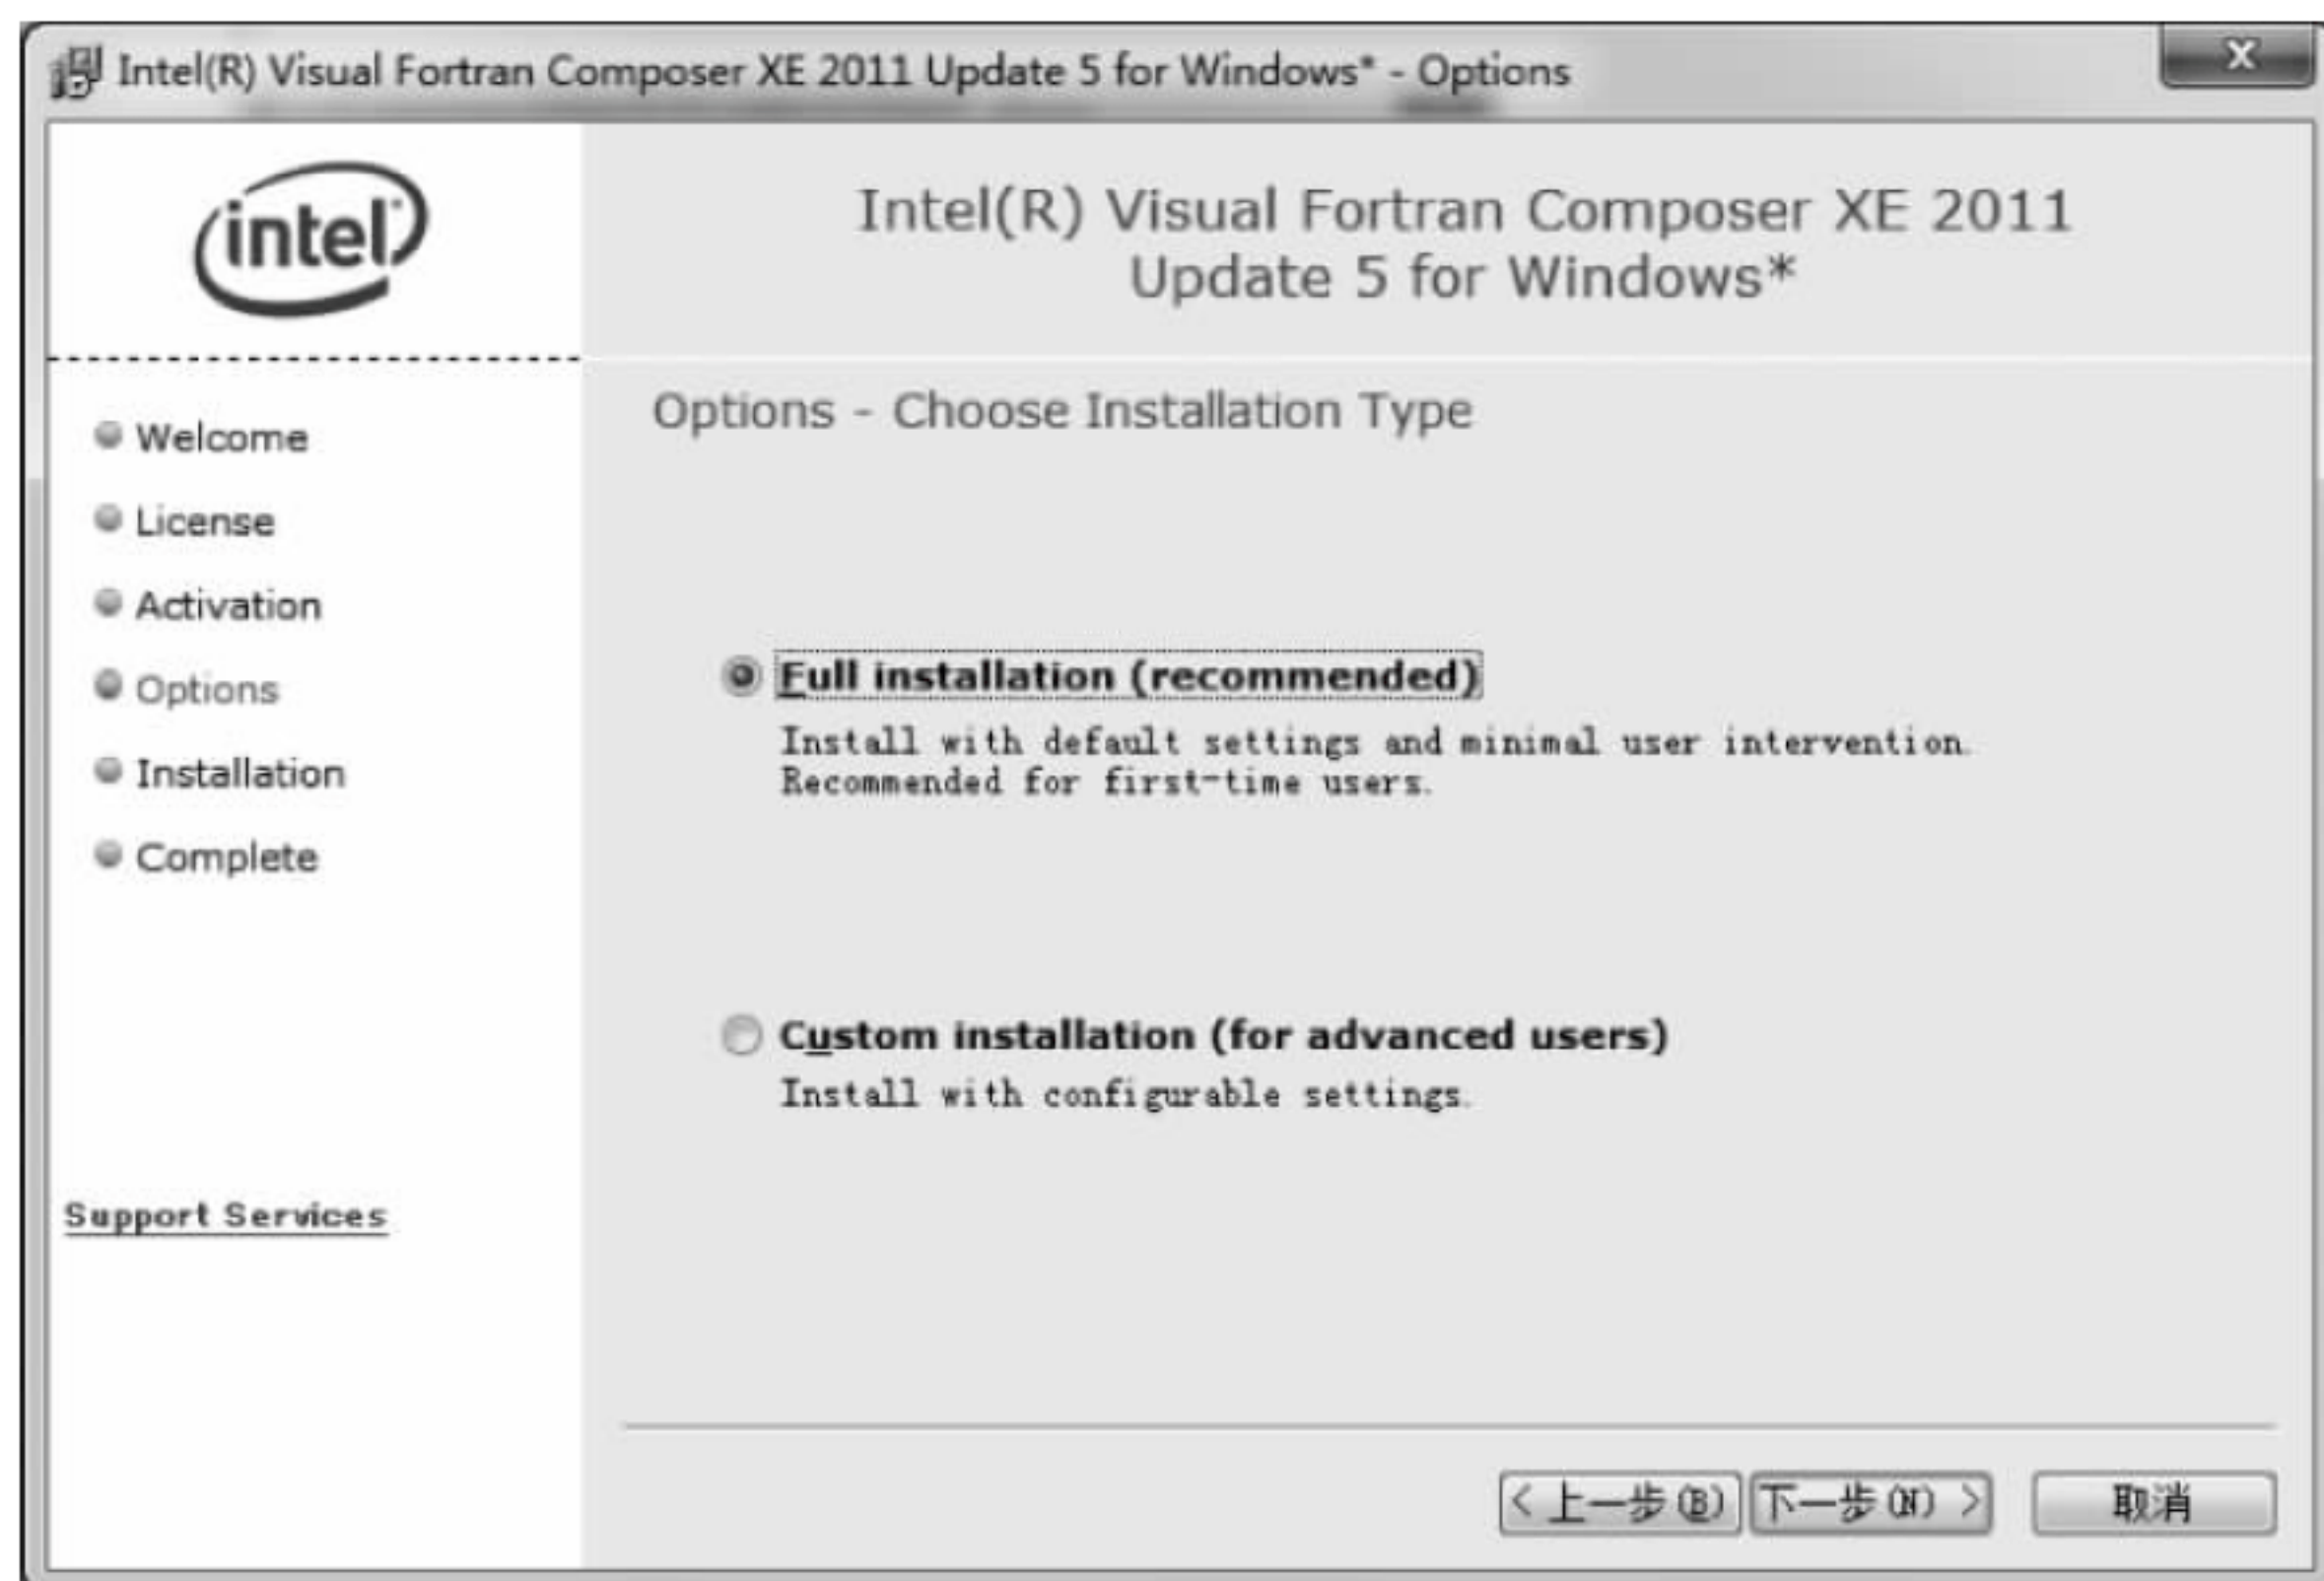 Intel(R) Visual Fortran Composer XE 2011 Update 5 for Windows* - Options
intel
Intel(R) Visual Fortran Composer XE 2011
Update 5 for Windows*
Options - Choose Installation Type
Welcome
License
Activation
Options
Installation
Complete
Full installation (recommended)
Install with default settings and minimal user intervention.
Recommended for first-time users.
Custom installation (for advanced users)
Install with configurable settings.
Support Services
< 上一步(B) 下一步(N) > 取消